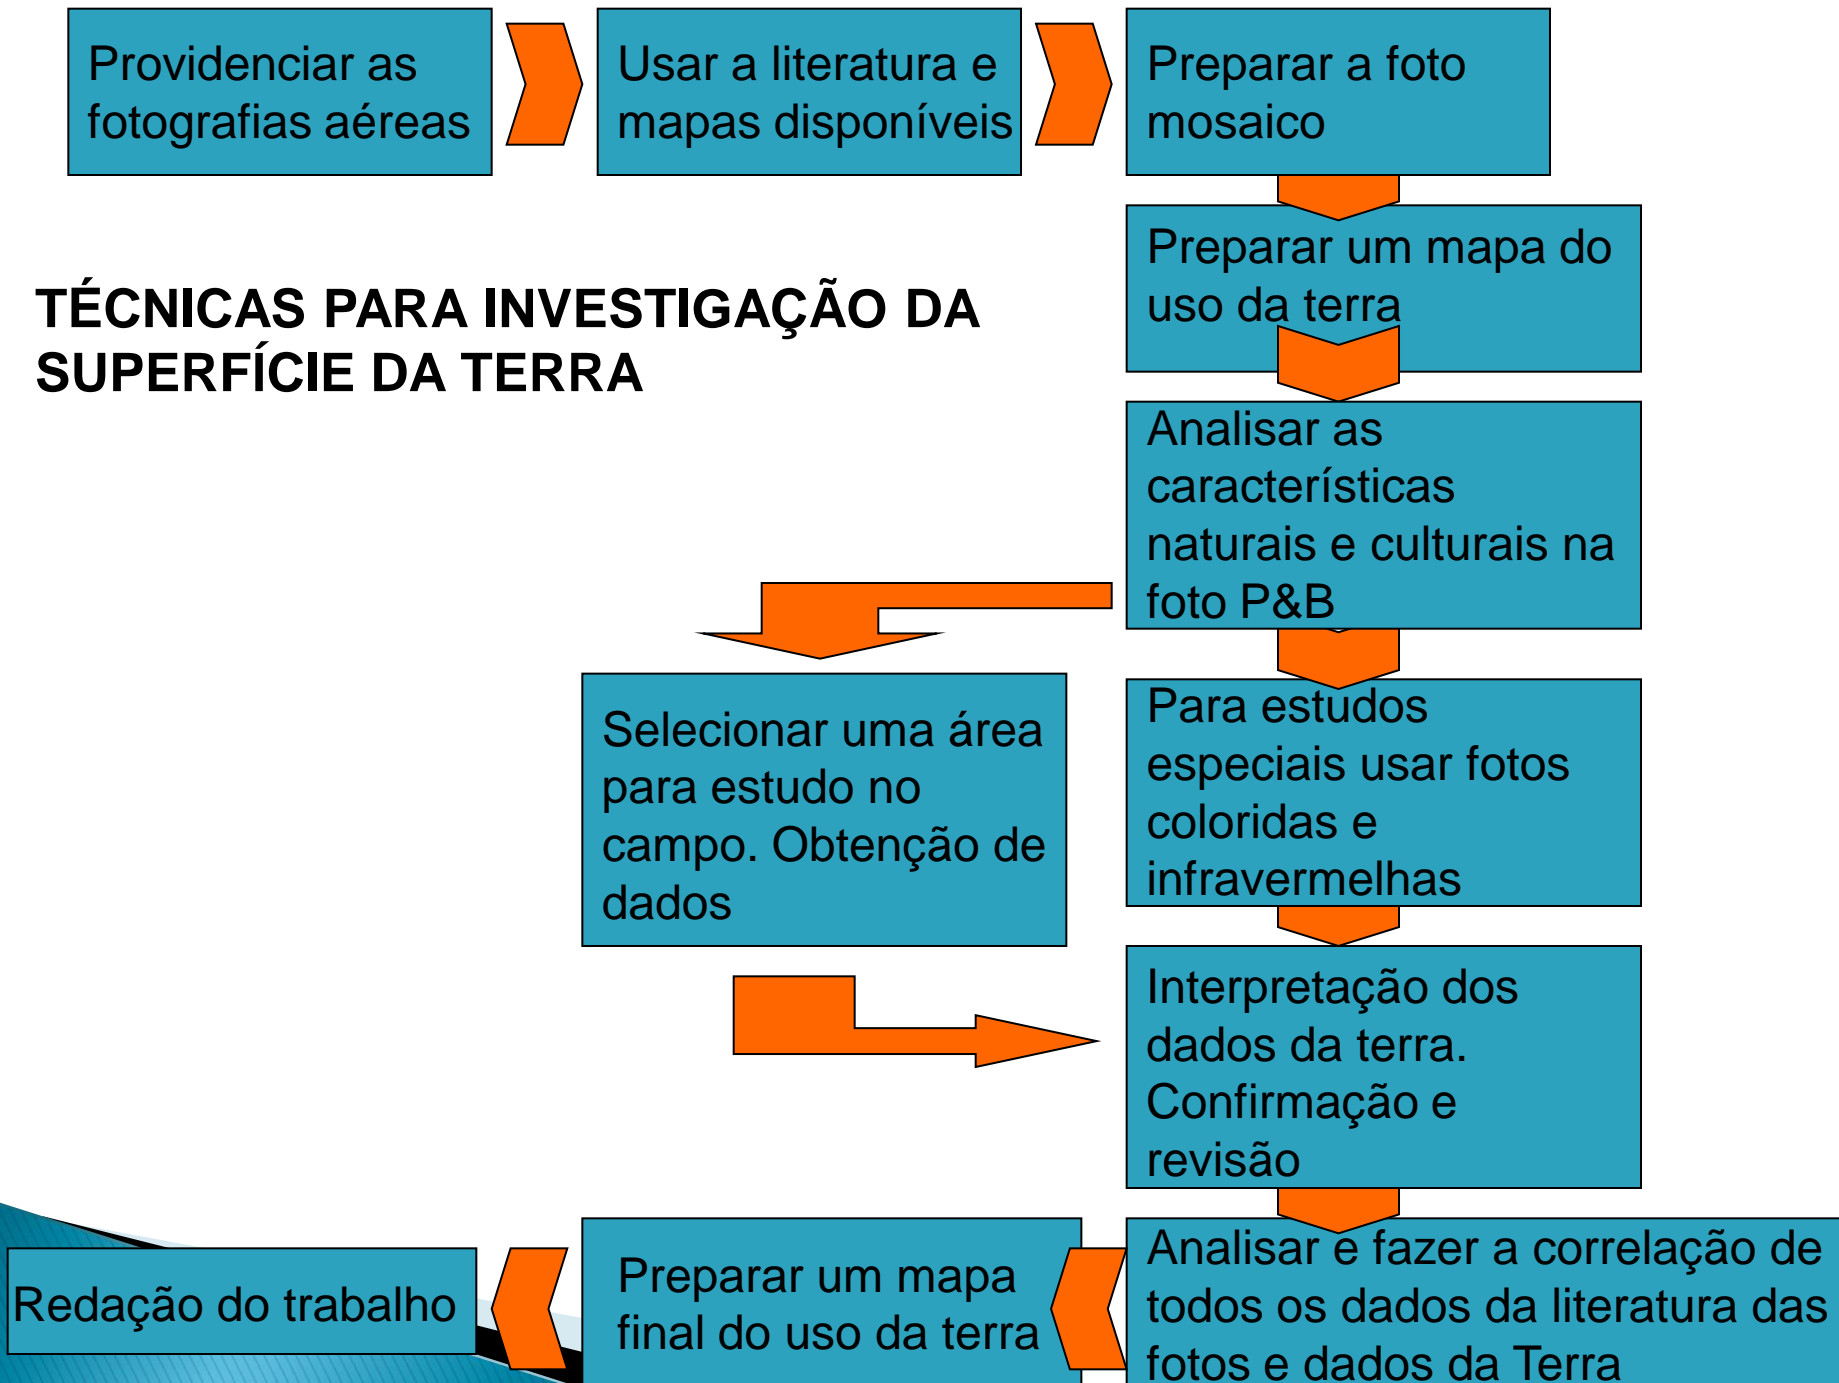 Providenciar as
fotografias aéreas
Usar a literatura e
mapas disponíveis
Preparar a foto
mosaico
Preparar um mapa do
uso da terra
TÉCNICAS PARA INVESTIGAÇÃO DA
SUPERFÍCIE DA TERRA
Analisar as
características
naturais e culturais na
foto P&B
Selecionar uma área
para estudo no
campo. Obtenção de
dados
Para estudos
especiais usar fotos
coloridas e
infravermelhas
Interpretação dos
dados da terra.
Confirmação e
revisão
Analisar e fazer a correlação de
todos os dados da literatura das
fotos e dados da Terra
Preparar um mapa
final do uso da terra
Redação do trabalho